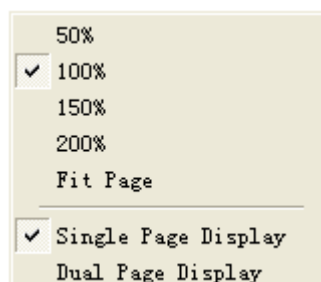 50%
100%
150%
200%
Fit Page
Single Page Display
Dual Page Display